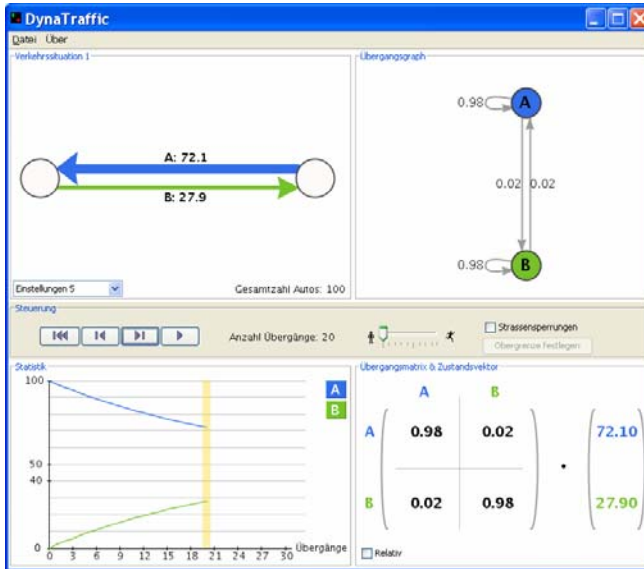 DynaTraffic
Datei Über
Verkehrssituation 1
A: 72.1
B: 27.9
Einstellungen 5
Gesamtzahl Autos: 100
Übergangsgraph
0.98 A
0.02 0.02
0.98 B
Steuerung
Anzahl Übergänge: 20
Strassensperrungen
Obergrenze festlegen
Statistik
100
50
40
0
0 3 6 9 12 15 18 21 24 27 30 Übergänge
A
B
Übergangsmatrix & Zustandsvektor
A B
A 0.98 0.02 72.10
B 0.02 0.98 27.90
Relativ